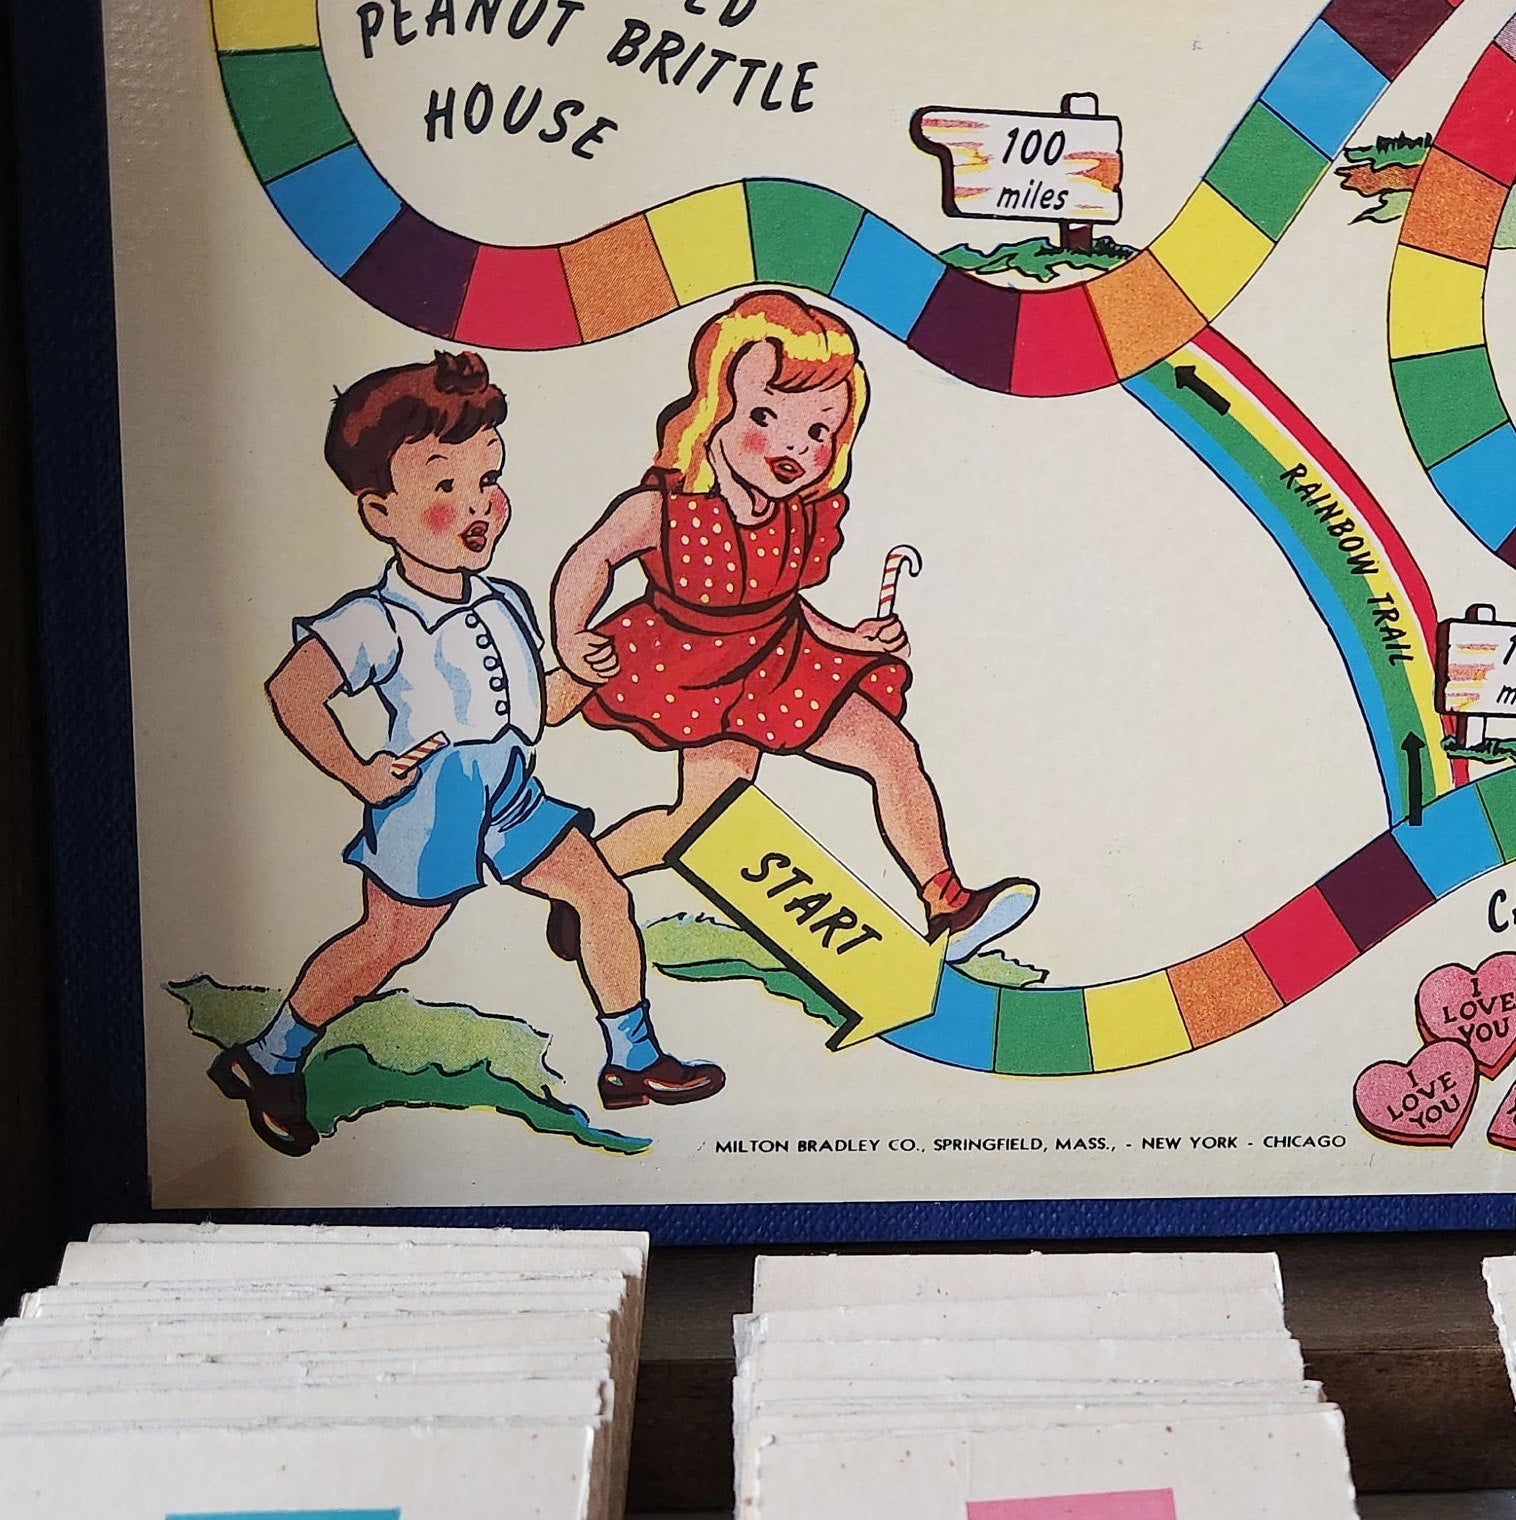 PEANUT BRITTLE
HOUSE
100
miles
RAINBOW TRAIL
START
I
LOVE
YOU
I
LOVE
YOU
MILTON BRADLEY CO., SPRINGFIELD, MASS., - NEW YORK - CHICAGO